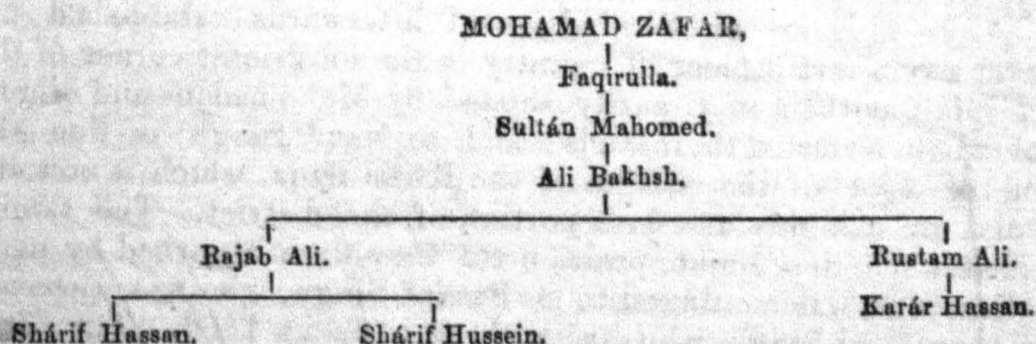 MOHAMAD ZAFAR,
Faqirulla.
Sultán Mahomed.
Ali Bakhsh.
Rajab Ali. Rustam Ali.
Shárif Hassan. Shárif Hussein. Karár Hassan.